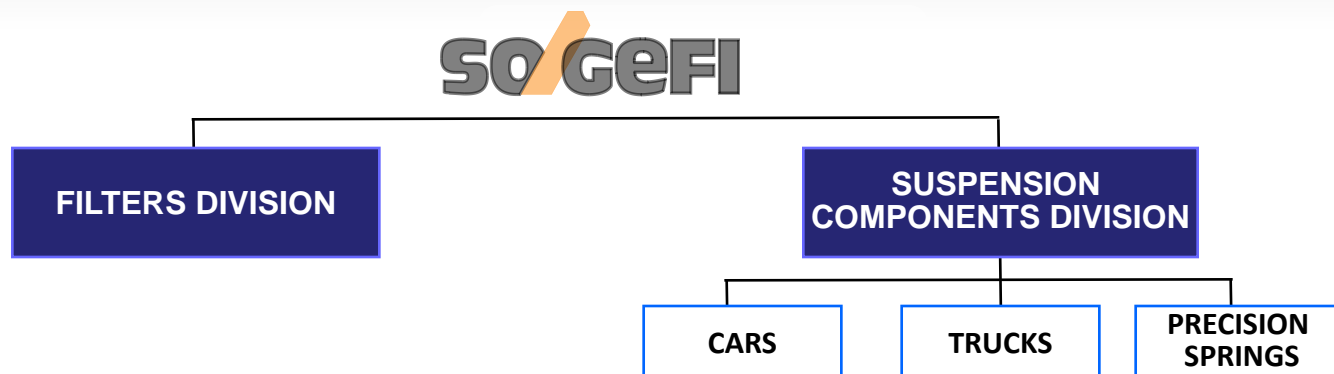 SOGEFI
FILTERS DIVISION
SUSPENSION
COMPONENTS DIVISION
CARS
TRUCKS
PRECISION
SPRINGS